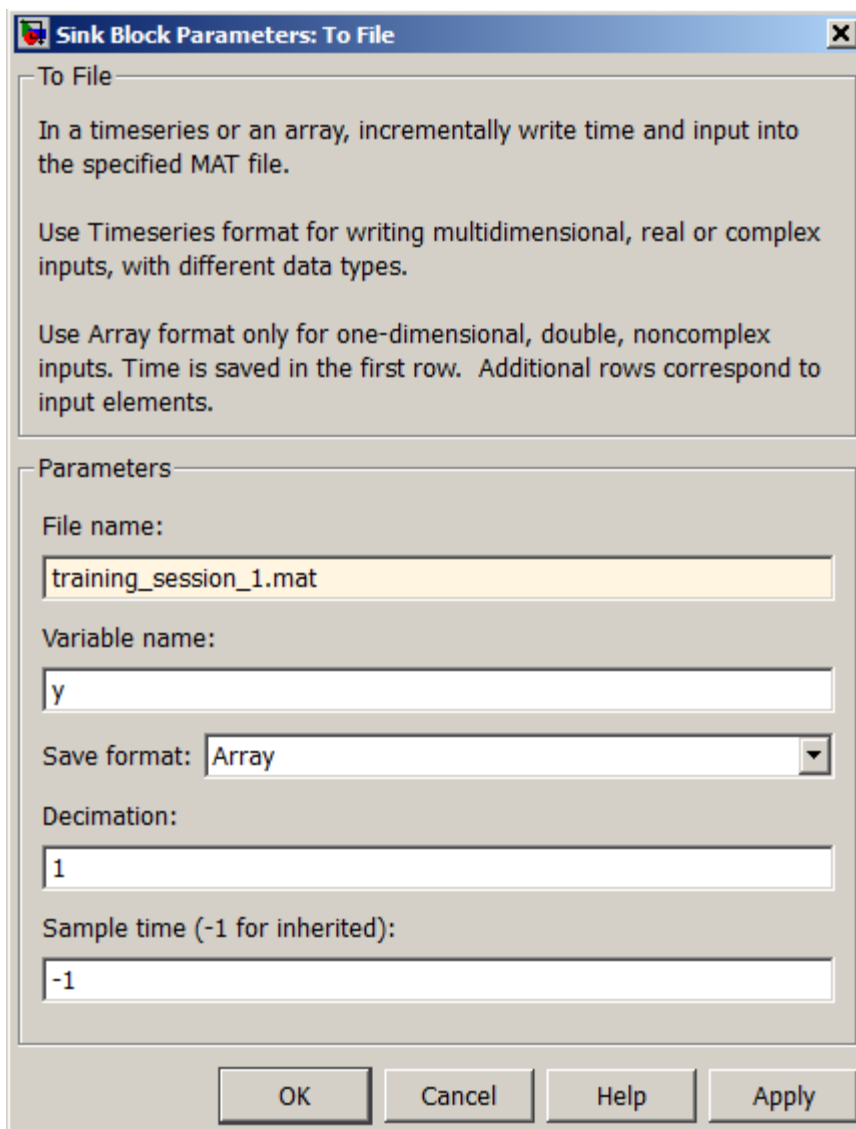 Sink Block Parameters: To File
To File
In a timeseries or an array, incrementally write time and input into
the specified MAT file.
Use Timeseries format for writing multidimensional, real or complex
inputs, with different data types.
Use Array format only for one-dimensional, double, noncomplex
inputs. Time is saved in the first row.  Additional rows correspond to
input elements.
Parameters
File name:
training_session_1.mat
Variable name:
y
Save format: Array
Decimation:
1
Sample time (-1 for inherited):
-1
OK Cancel Help Apply